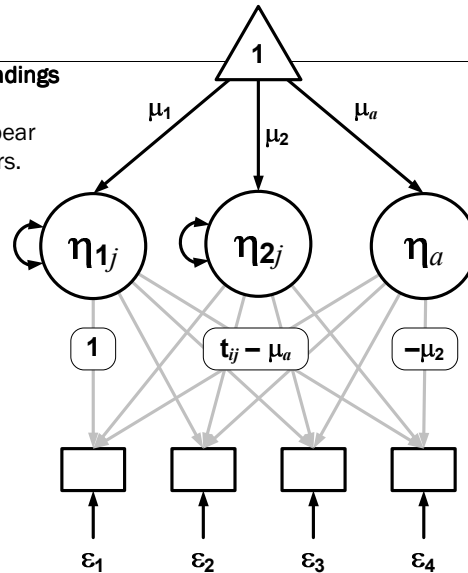 1
ndings
μ₁
μ₂
μₐ
pear
rs.
η₁ⱼ
η₂ⱼ
ηₐ
1
tᵢⱼ – μₐ
–μ₂
ε₁
ε₂
ε₃
ε₄